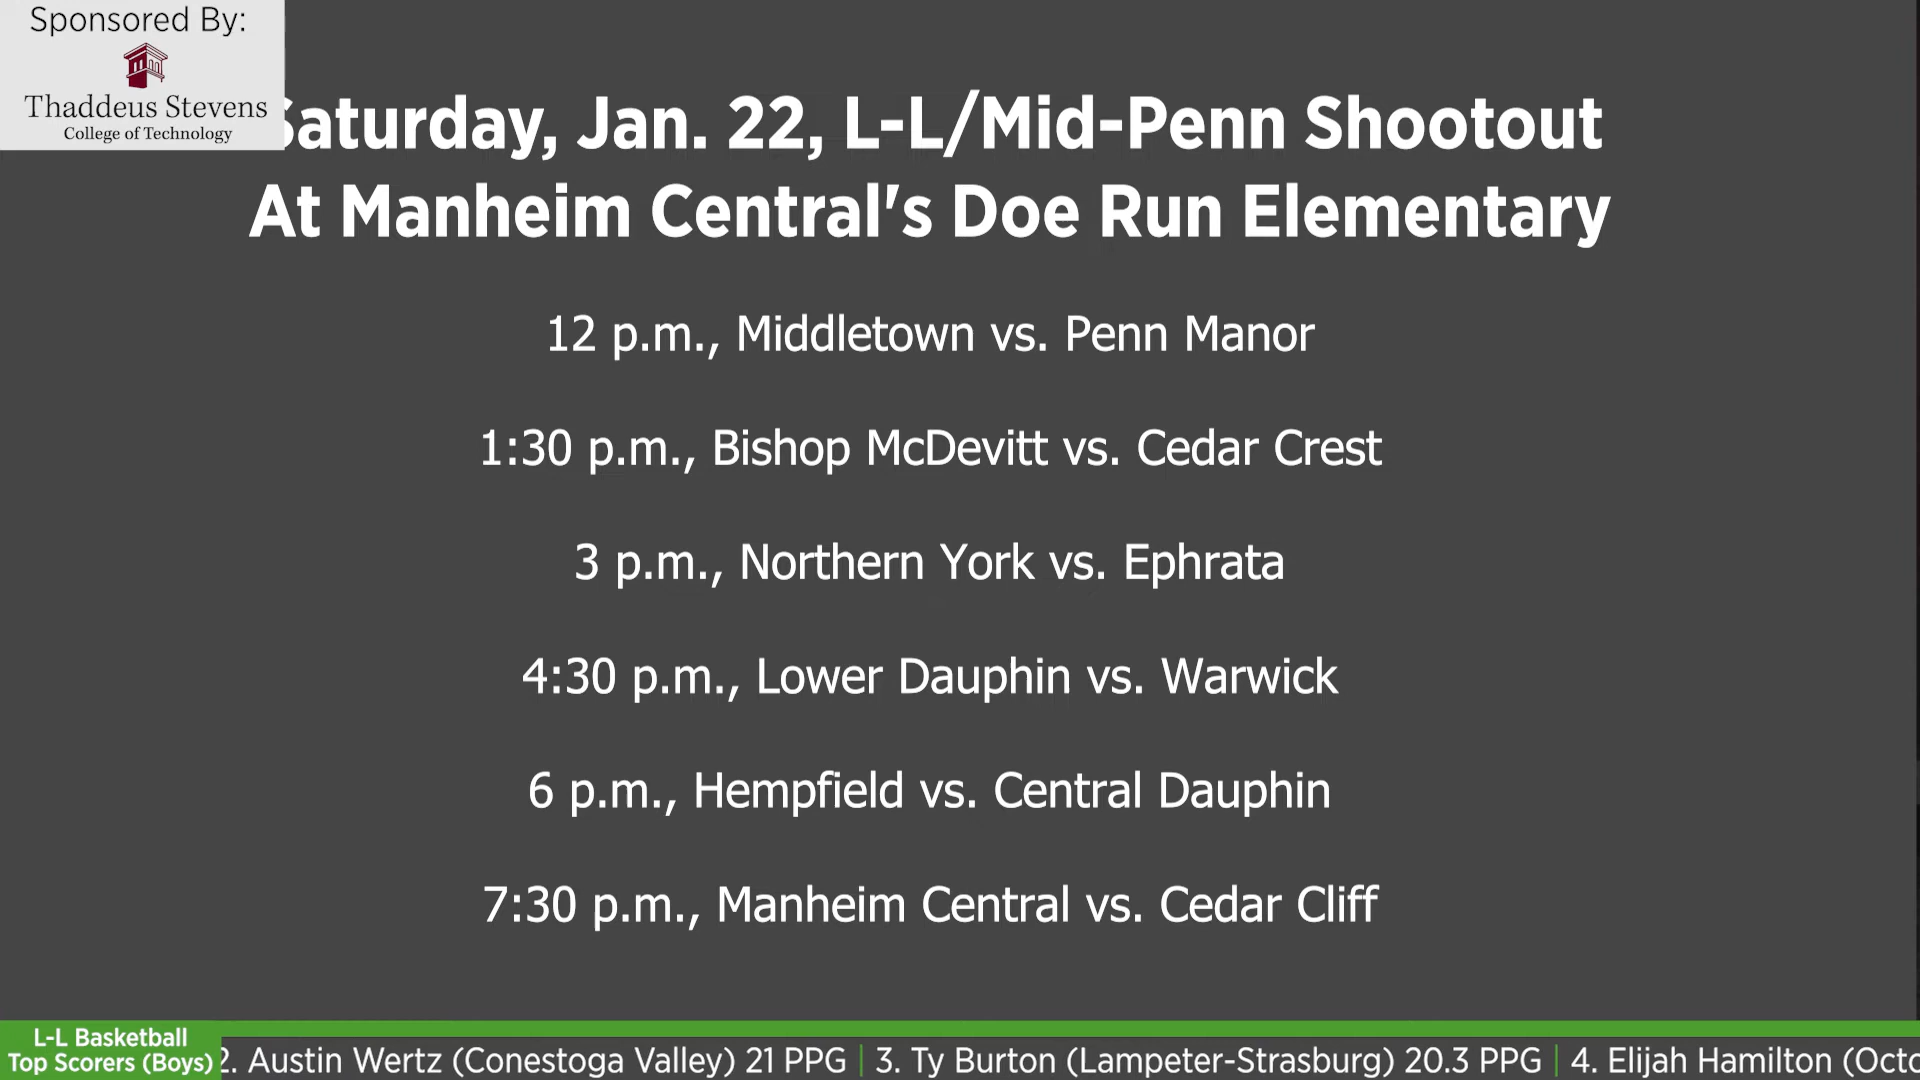 Sponsored By:
Thaddeus Stevens
College of Technology
Saturday, Jan. 22, L-L/Mid-Penn Shootout
At Manheim Central's Doe Run Elementary
12 p.m., Middletown vs. Penn Manor
1:30 p.m., Bishop McDevitt vs. Cedar Crest
3 p.m., Northern York vs. Ephrata
4:30 p.m., Lower Dauphin vs. Warwick
6 p.m., Hempfield vs. Central Dauphin
7:30 p.m., Manheim Central vs. Cedar Cliff
L-L Basketball
Top Scorers (Boys)
2. Austin Wertz (Conestoga Valley) 21 PPG | 3. Ty Burton (Lampeter-Strasburg) 20.3 PPG | 4. Elijah Hamilton (Octo